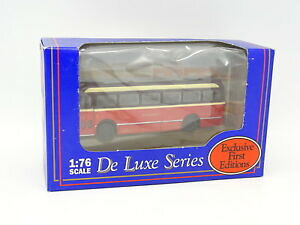 1:76
SCALE
De Luxe Series
Exclusive
First
Editions